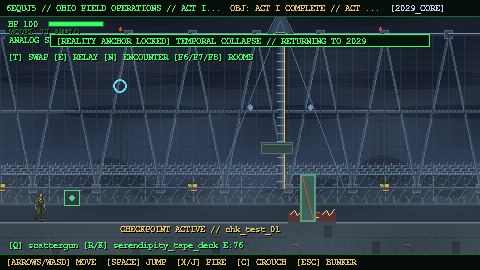 6EQUJ5 // OHIO FIELD OPERATIONS // ACT I... OBJ: ACT I COMPLETE // ACT ... [2029_CORE]
HP 100
ANALOG S
[REALITY ANCHOR LOCKED] TEMPORAL COLLAPSE // RETURNING TO 2029
[T] SWAP [E] RELAY [N] ENCOUNTER [F6/F7/F8] ROOMS
CHECKPOINT ACTIVE // chk_test_01
[Q] scattergun [R/K] serendipity_tape_deck E:76
[ARROWS/WASD] MOVE [SPACE] JUMP [X/J] FIRE [C] CROUCH [ESC] BUNKER